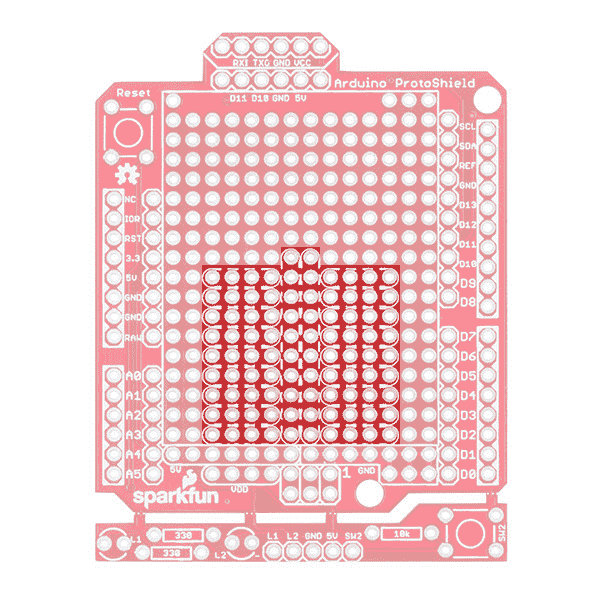 RXI TXO GND VCC
Arduino ProtoShield
Reset
D11 D10 GND 5V
SCL
SDA
REF
GND
D13
D12
D11
D10
D9
D8
NC
IOR
RST
3.3
5V
GND
GND
RAW
D7
D6
D5
D4
D3
D2
D1
D0
A0
A1
A2
A3
A4
A5
5V
1 GND
VDD
sparkfun
L1
330
330
L2
L1 L2 GND 5V SW2
10k
SW2